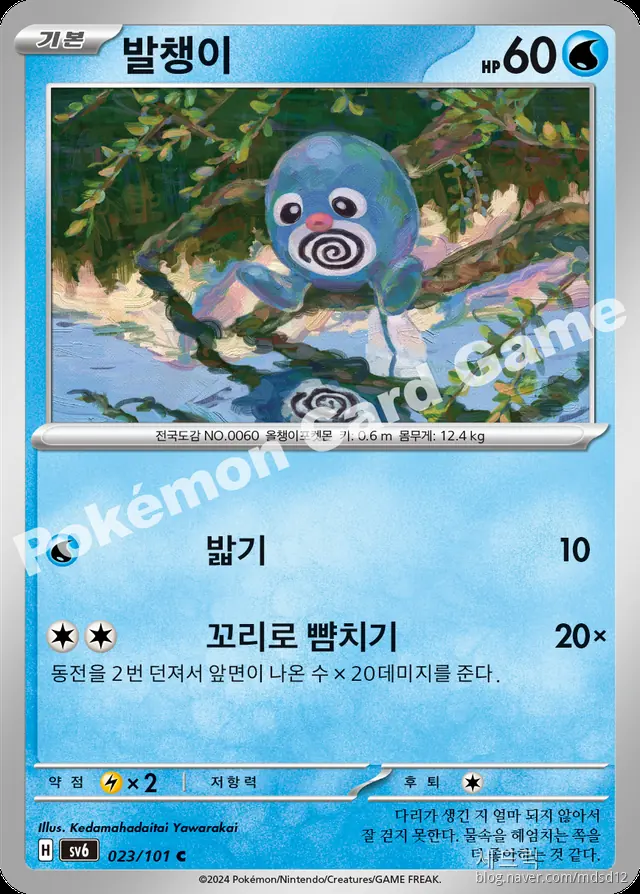 기본
발챙이
HP 60
전국도감 NO.0060 올챙이포켓몬 키: 0.6 m 몸무게: 12.4 kg
Pokémon Card Game
밟기 10
꼬리로 뺨치기 20×
동전을 2번 던져서 앞면이 나온 수 × 20데미지를 준다.
약점 ×2 저항력 후퇴
Illus. Kedamahadaitai Yawarakai
다리가 생긴 지 얼마 되지 않아서
잘 걷지 못한다. 물속을 헤엄치는 쪽을
더 좋아하는 것 같다.
H sv6 023/101 C
©2024 Pokémon/Nintendo/Creatures/GAME FREAK.
blog.naver.com/mdsd12